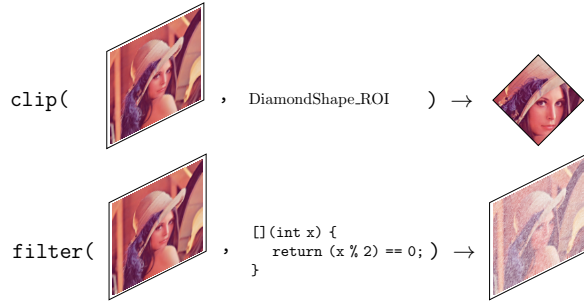 clip( , DiamondShape_ROI ) →
filter( , [](int x) {
return (x % 2) == 0; ) →
}